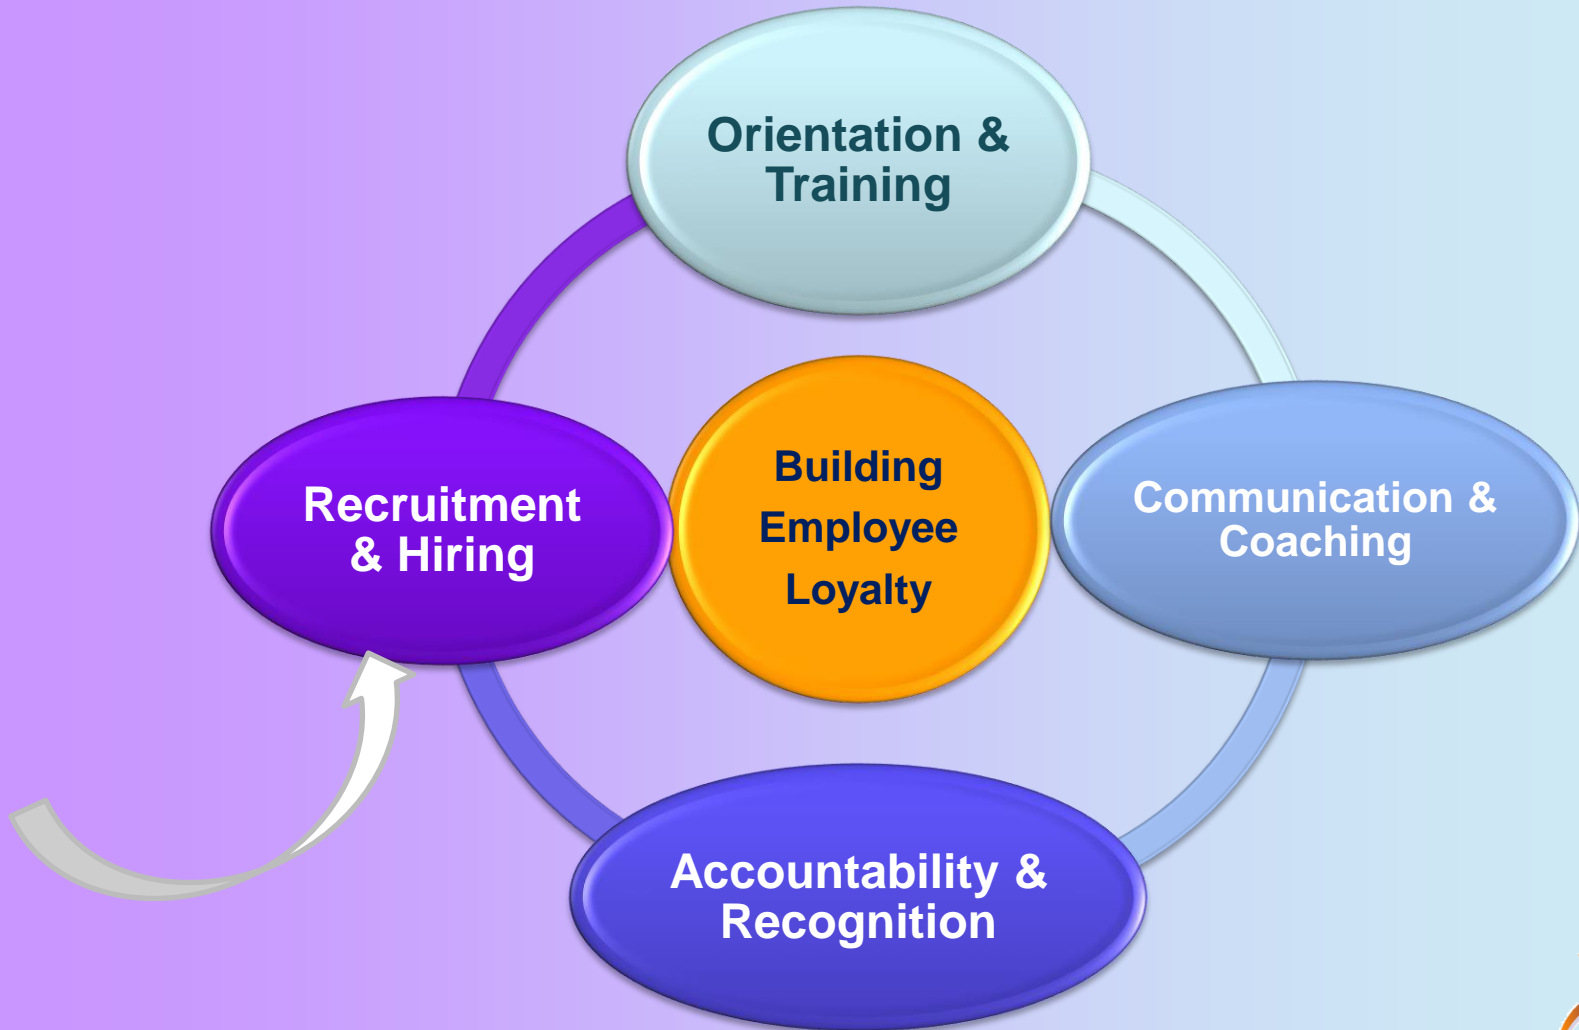 Orientation &
Training
Building
Employee
Loyalty
Recruitment
& Hiring
Communication &
Coaching
Accountability &
Recognition